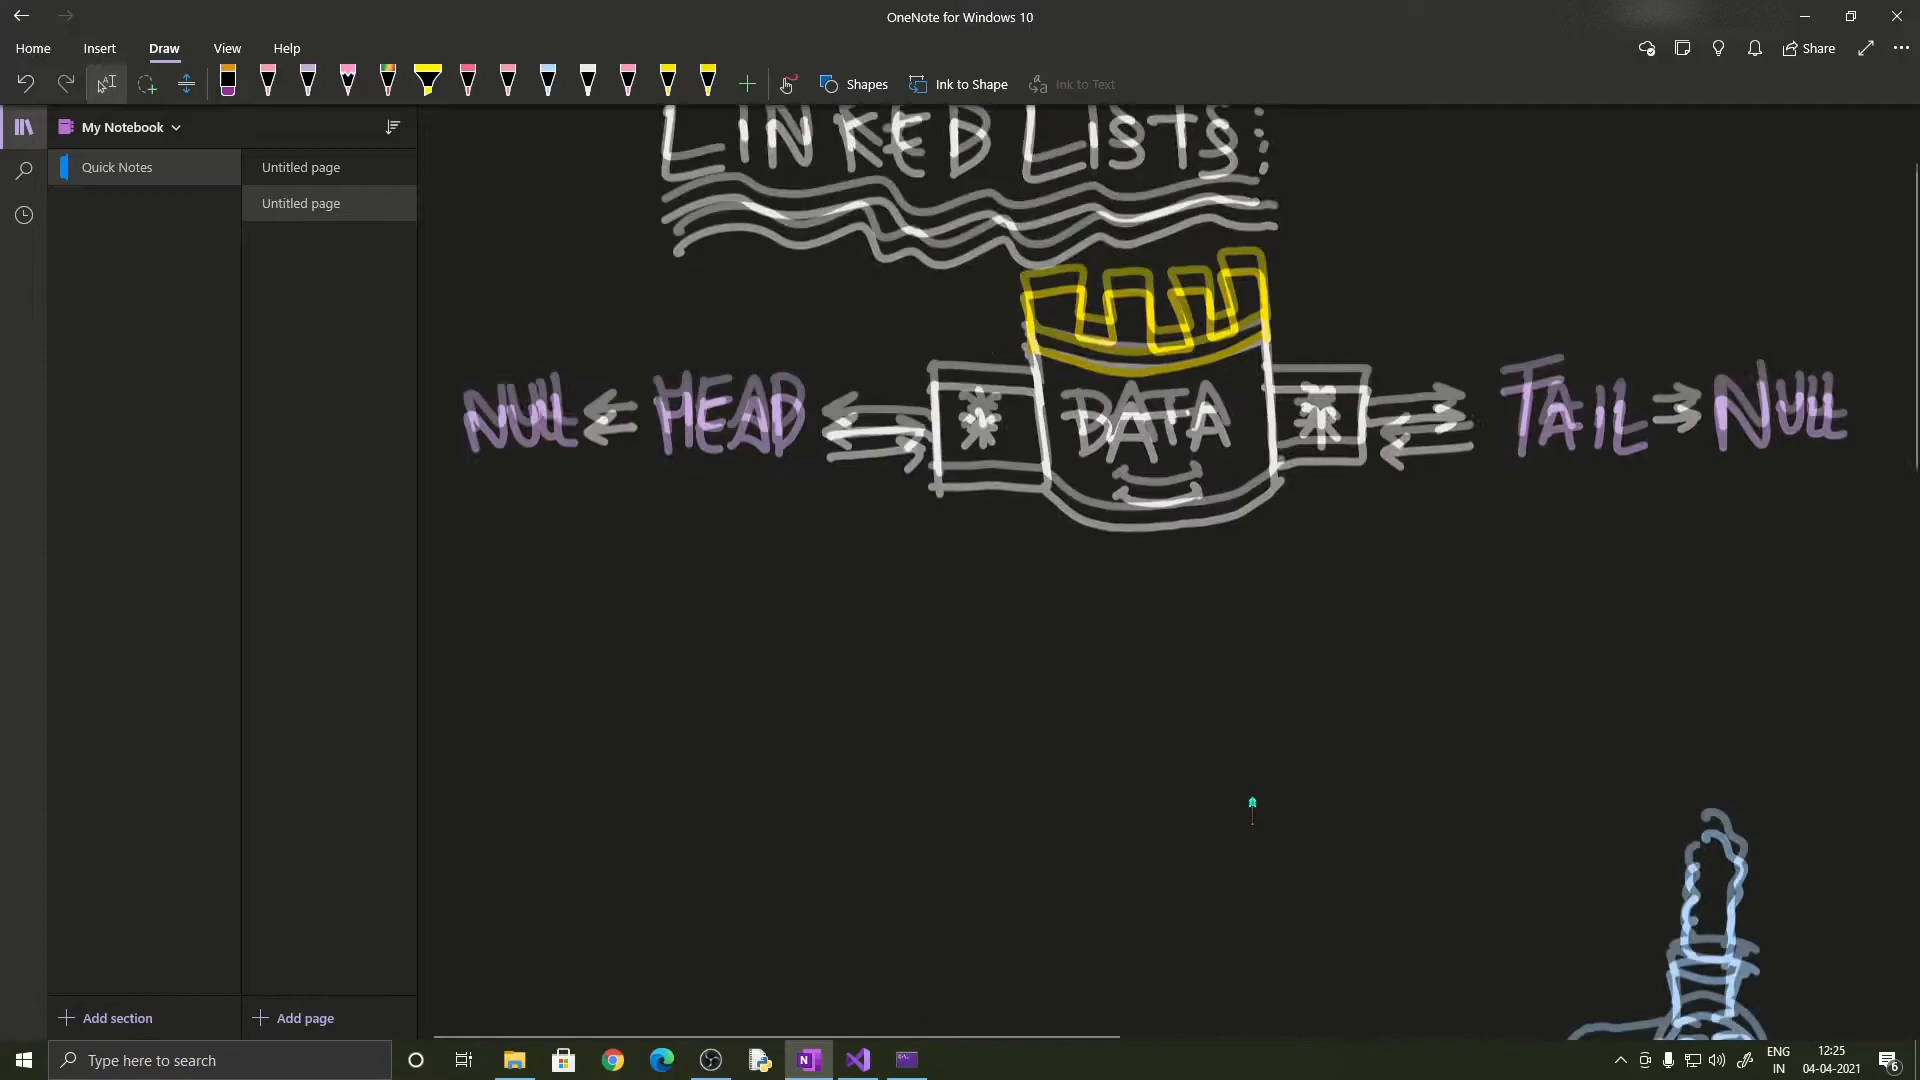 OneNote for Windows 10
Home Insert Draw View Help
Share
Shapes Ink to Shape Ink to Text
My Notebook
Quick Notes
Untitled page
Untitled page
LINKED LISTS:
NULL HEAD * DATA * TAIL NULL
Add section Add page
Type here to search
ENG
IN
12:25
04-04-2021
6